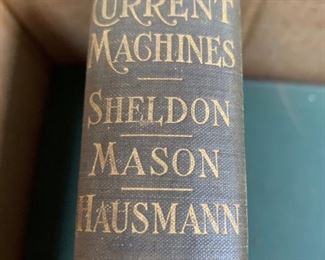 CURRENT
MACHINES
SHELDON
MASON
HAUSMANN